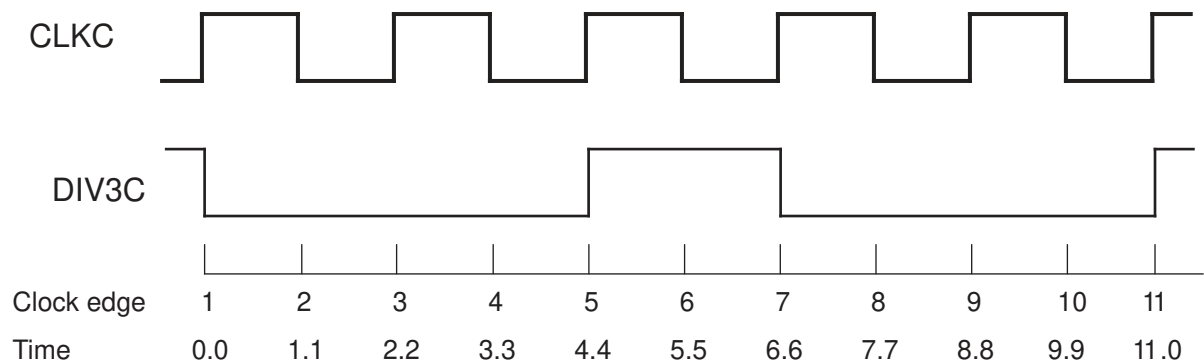 CLKC
DIV3C
Clock edge 1 2 3 4 5 6 7 8 9 10 11
Time 0.0 1.1 2.2 3.3 4.4 5.5 6.6 7.7 8.8 9.9 11.0